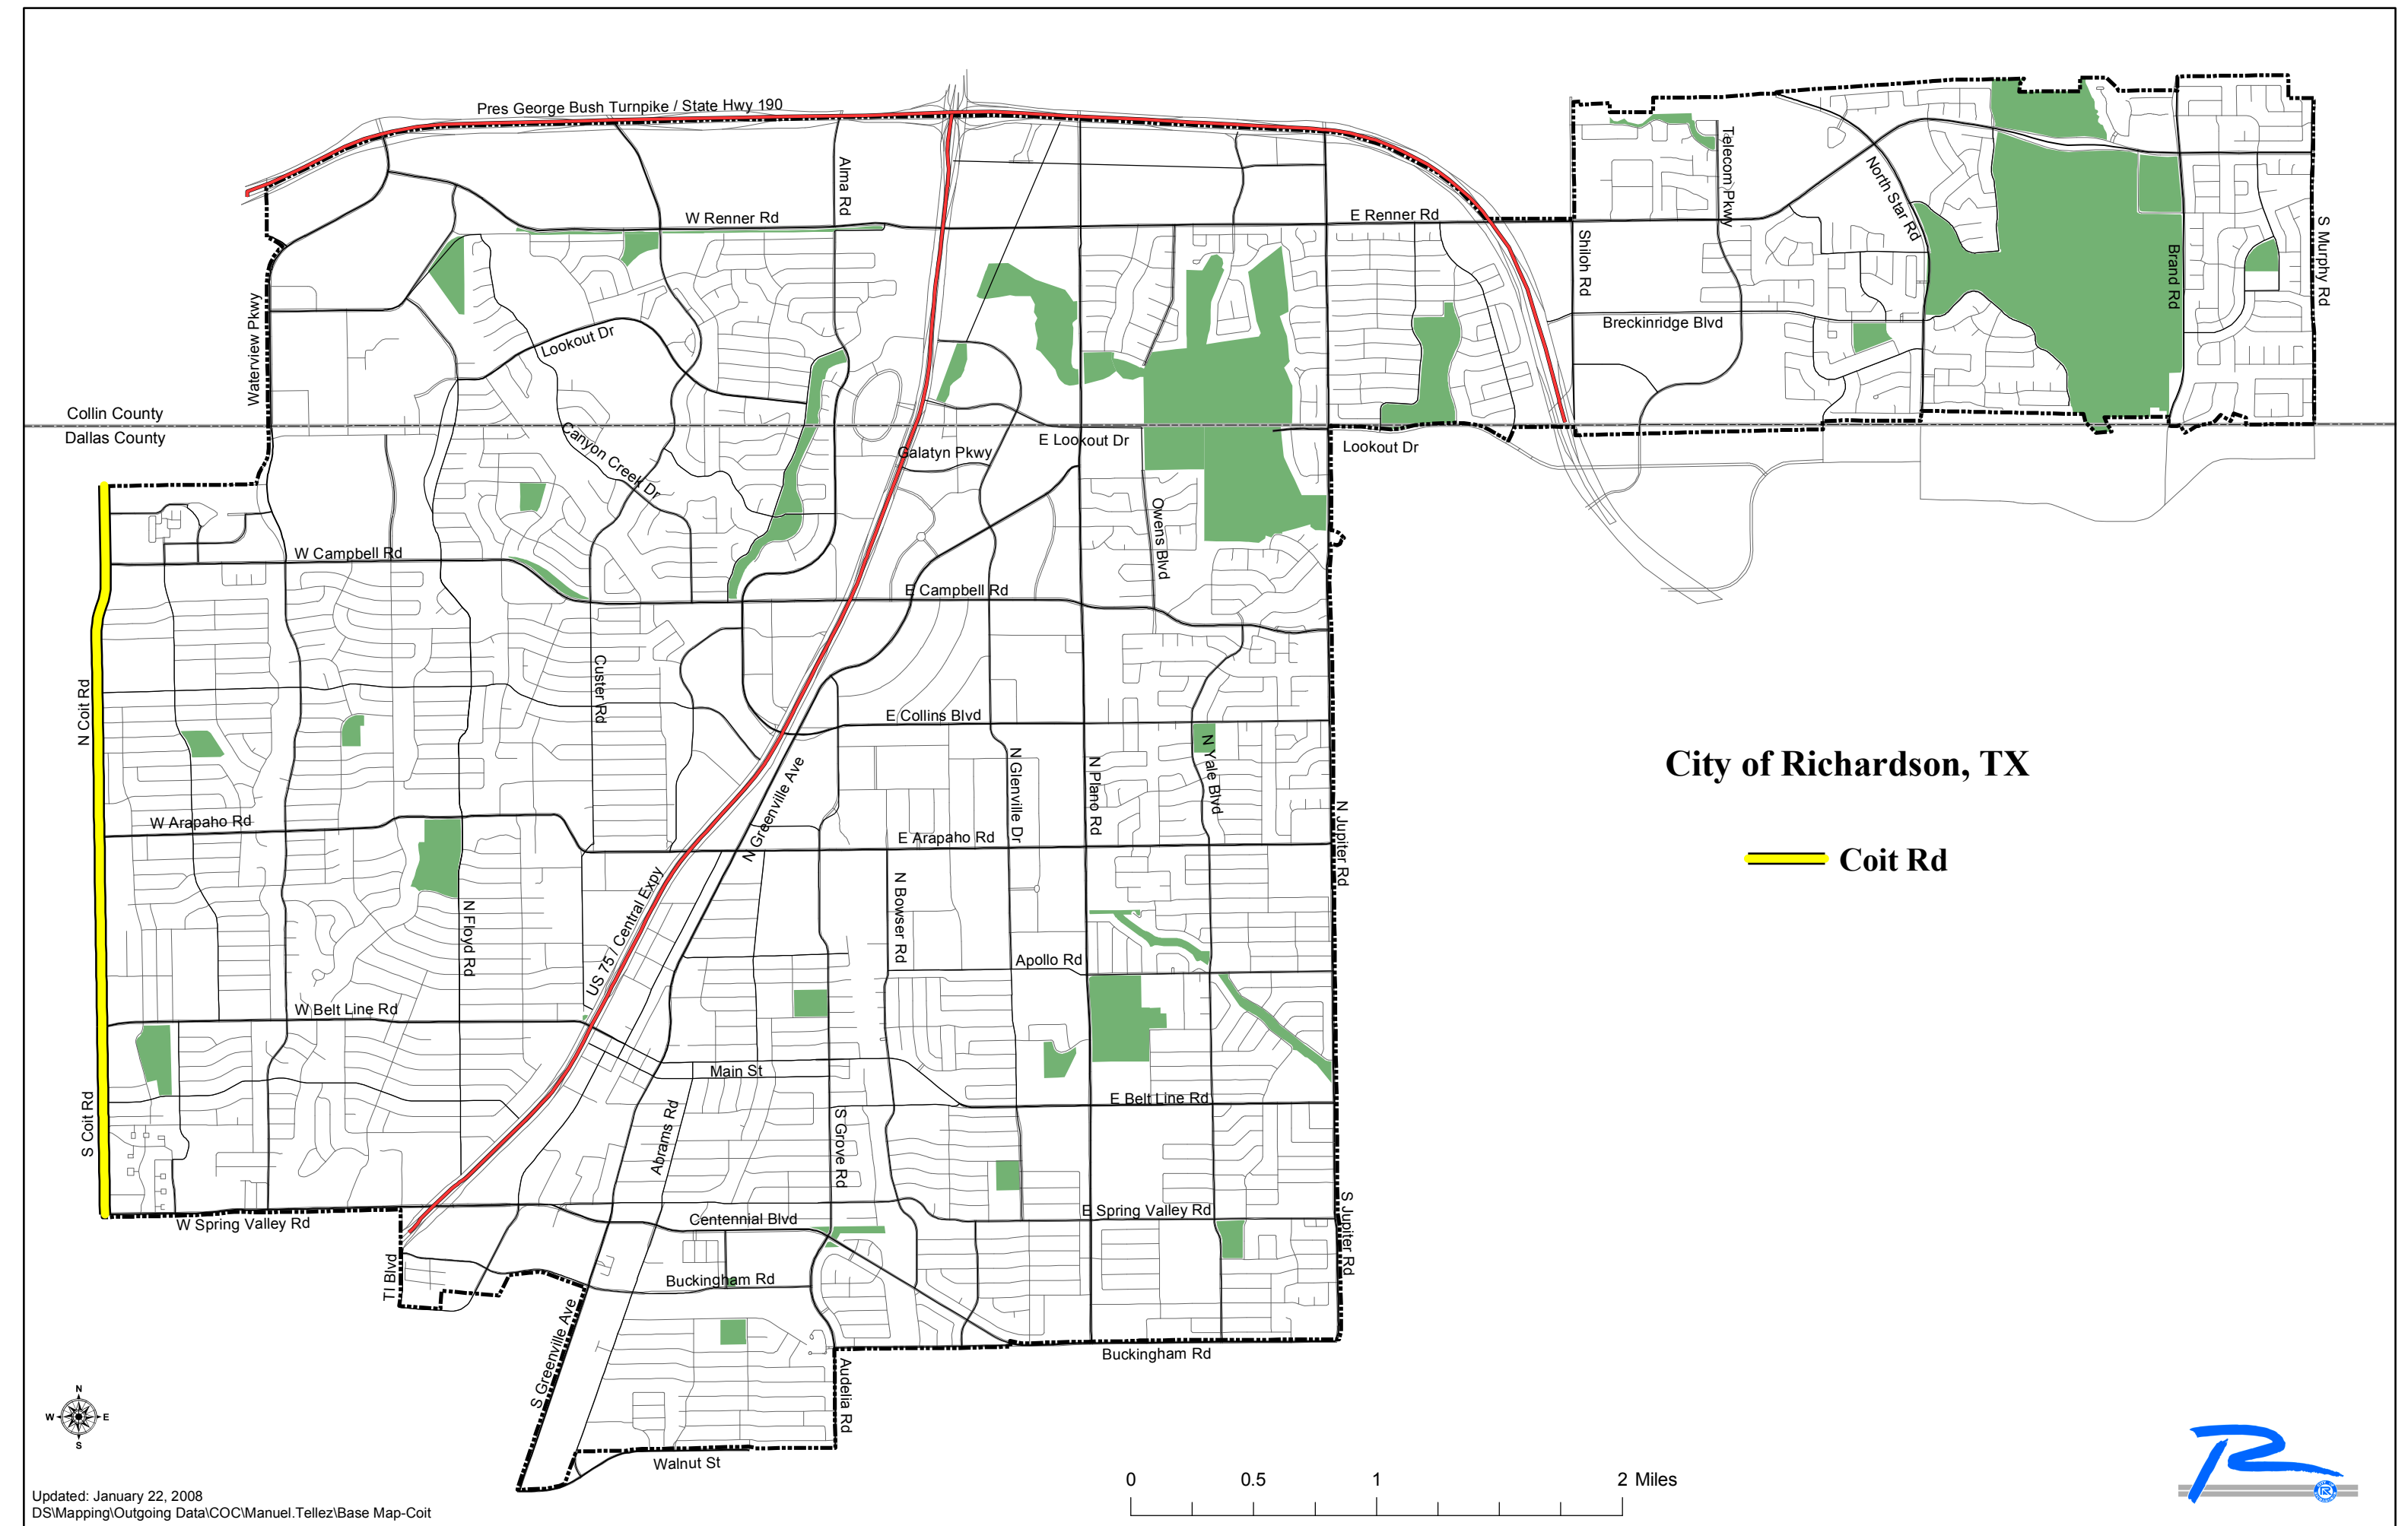 Pres George Bush Turnpike / State Hwy 190
Alma Rd
Telecom Pkwy
North Star Rd
W Renner Rd
E Renner Rd
Shiloh Rd
S Murphy Rd
Brand Rd
Waterview Pkwy
Lookout Dr
Breckinridge Blvd
Collin County
Dallas County
Canyon Creek Dr
Galatyn Pkwy
E Lookout Dr
Lookout Dr
Owens Blvd
W Campbell Rd
E Campbell Rd
N Coit Rd
Custer Rd
E Collins Blvd
N Glenville Dr
N Plano Rd
N Yale Blvd
N Greenville Ave
City of Richardson, TX
W Arapaho Rd
E Arapaho Rd
N Jupiter Rd
Coit Rd
US 75 / Central Expy
N Floyd Rd
N Bowser Rd
Apollo Rd
W Belt Line Rd
Main St
E Belt Line Rd
S Coit Rd
Abrams Rd
S Grove Rd
W Spring Valley Rd
Centennial Blvd
E Spring Valley Rd
S Jupiter Rd
TI Blvd
Buckingham Rd
S Greenville Ave
Buckingham Rd
Audelia Rd
Walnut St
N
W E
S
0 0.5 1 2 Miles
Updated: January 22, 2008
DS\Mapping\Outgoing Data\COC\Manuel.Tellez\Base Map-Coit